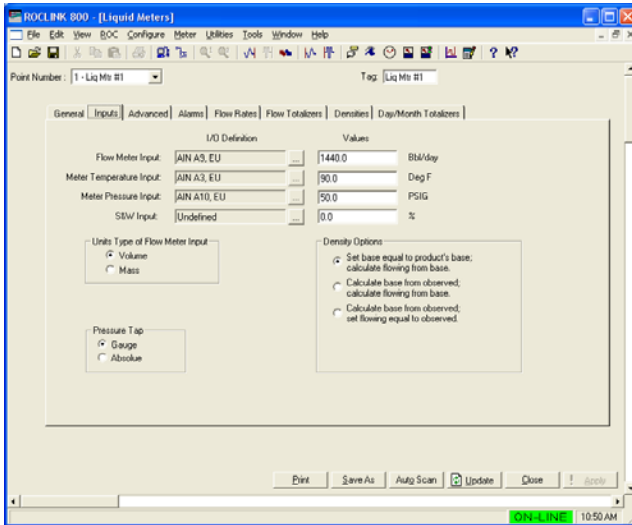 ROCLINK 800 - [Liquid Meters]
File Edit View ROC Configure Meter Utilities Tools Window Help
Point Number : 1 - Liq Mtr #1 Tag: Liq Mtr #1
General Inputs Advanced Alarms Flow Rates Flow Totalizers Densities Day/Month Totalizers
I/O Definition Values
Flow Meter Input: AIN A9, EU ... 1440.0 Bbl/day
Meter Temperature Input: AIN A3, EU ... 90.0 Deg F
Meter Pressure Input: AIN A10, EU ... 50.0 PSIG
S&W Input: Undefined ... 0.0 %
Units Type of Flow Meter Input
Volume
Mass
Density Options
Set base equal to product's base;
calculate flowing from base.
Calculate base from observed;
calculate flowing from base.
Calculate base from observed;
set flowing equal to observed.
Pressure Tap
Gauge
Absolue
Print Save As Auto Scan Update Close ! Apply
ON-LINE 10:50 AM